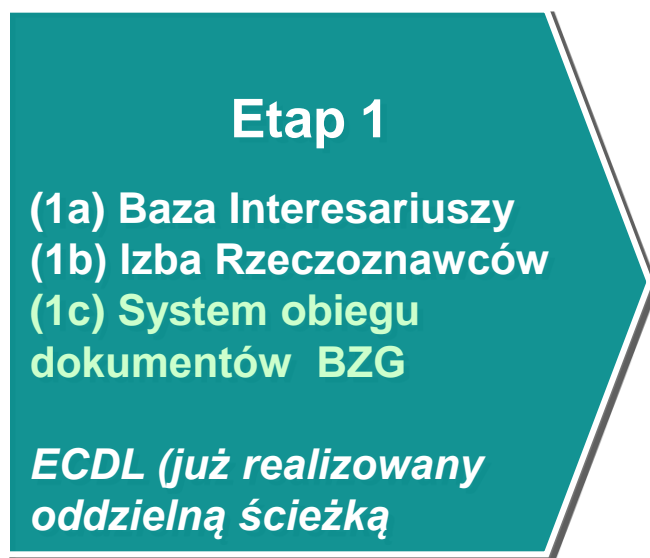 Etap 1
(1a) Baza Interesariuszy
(1b) Izba Rzeczoznawców
(1c) System obiegu
dokumentów BZG
ECDL (już realizowany
oddzielną ścieżką